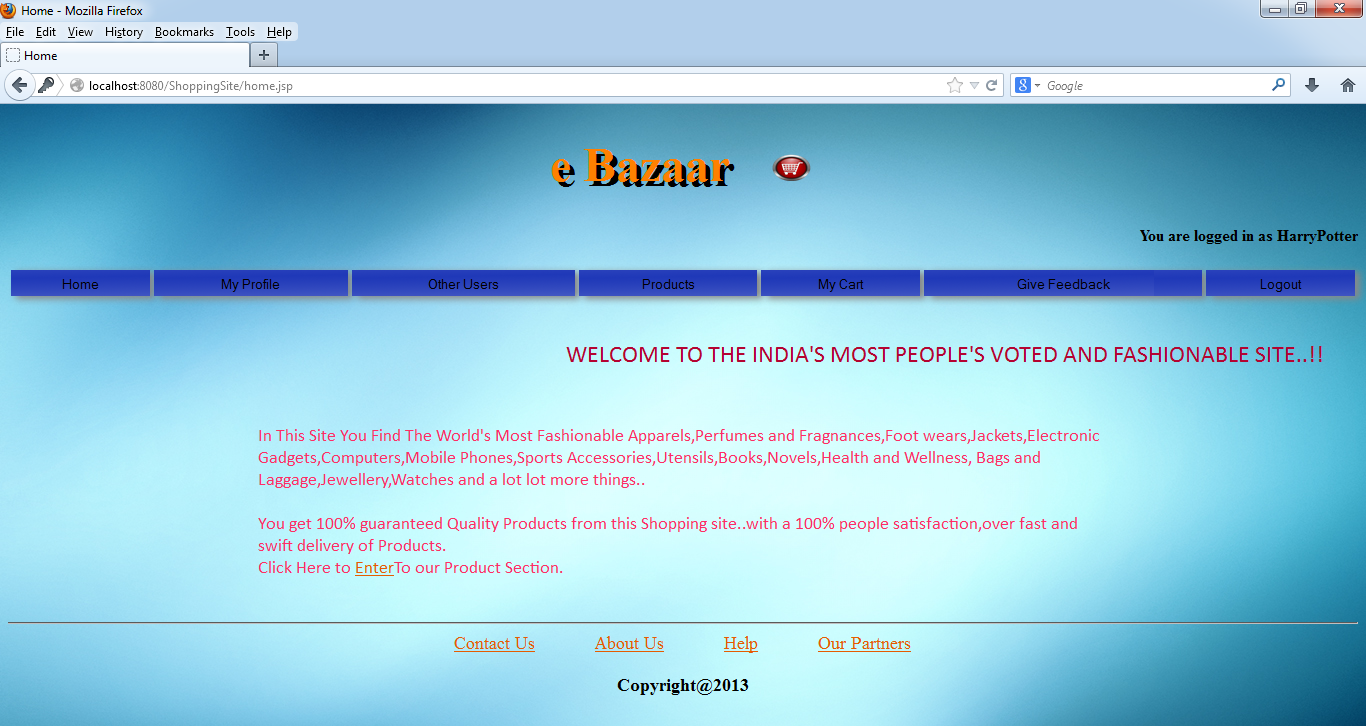 Home - Mozilla Firefox
File Edit View History Bookmarks Tools Help
Home
localhost:8080/ShoppingSite/home.jsp
8 Google
e Bazaar
You are logged in as HarryPotter
Home My Profile Other Users Products My Cart Give Feedback Logout
WELCOME TO THE INDIA'S MOST PEOPLE'S VOTED AND FASHIONABLE SITE..!!
In This Site You Find The World's Most Fashionable Apparels,Perfumes and Fragnances,Foot wears,Jackets,Electronic
Gadgets,Computers,Mobile Phones,Sports Accessories,Utensils,Books,Novels,Health and Wellness, Bags and
Laggage,Jewellery,Watches and a lot lot more things..
You get 100% guaranteed Quality Products from this Shopping site..with a 100% people satisfaction,over fast and
swift delivery of Products.
Click Here to EnterTo our Product Section.
Contact Us About Us Help Our Partners
Copyright@2013